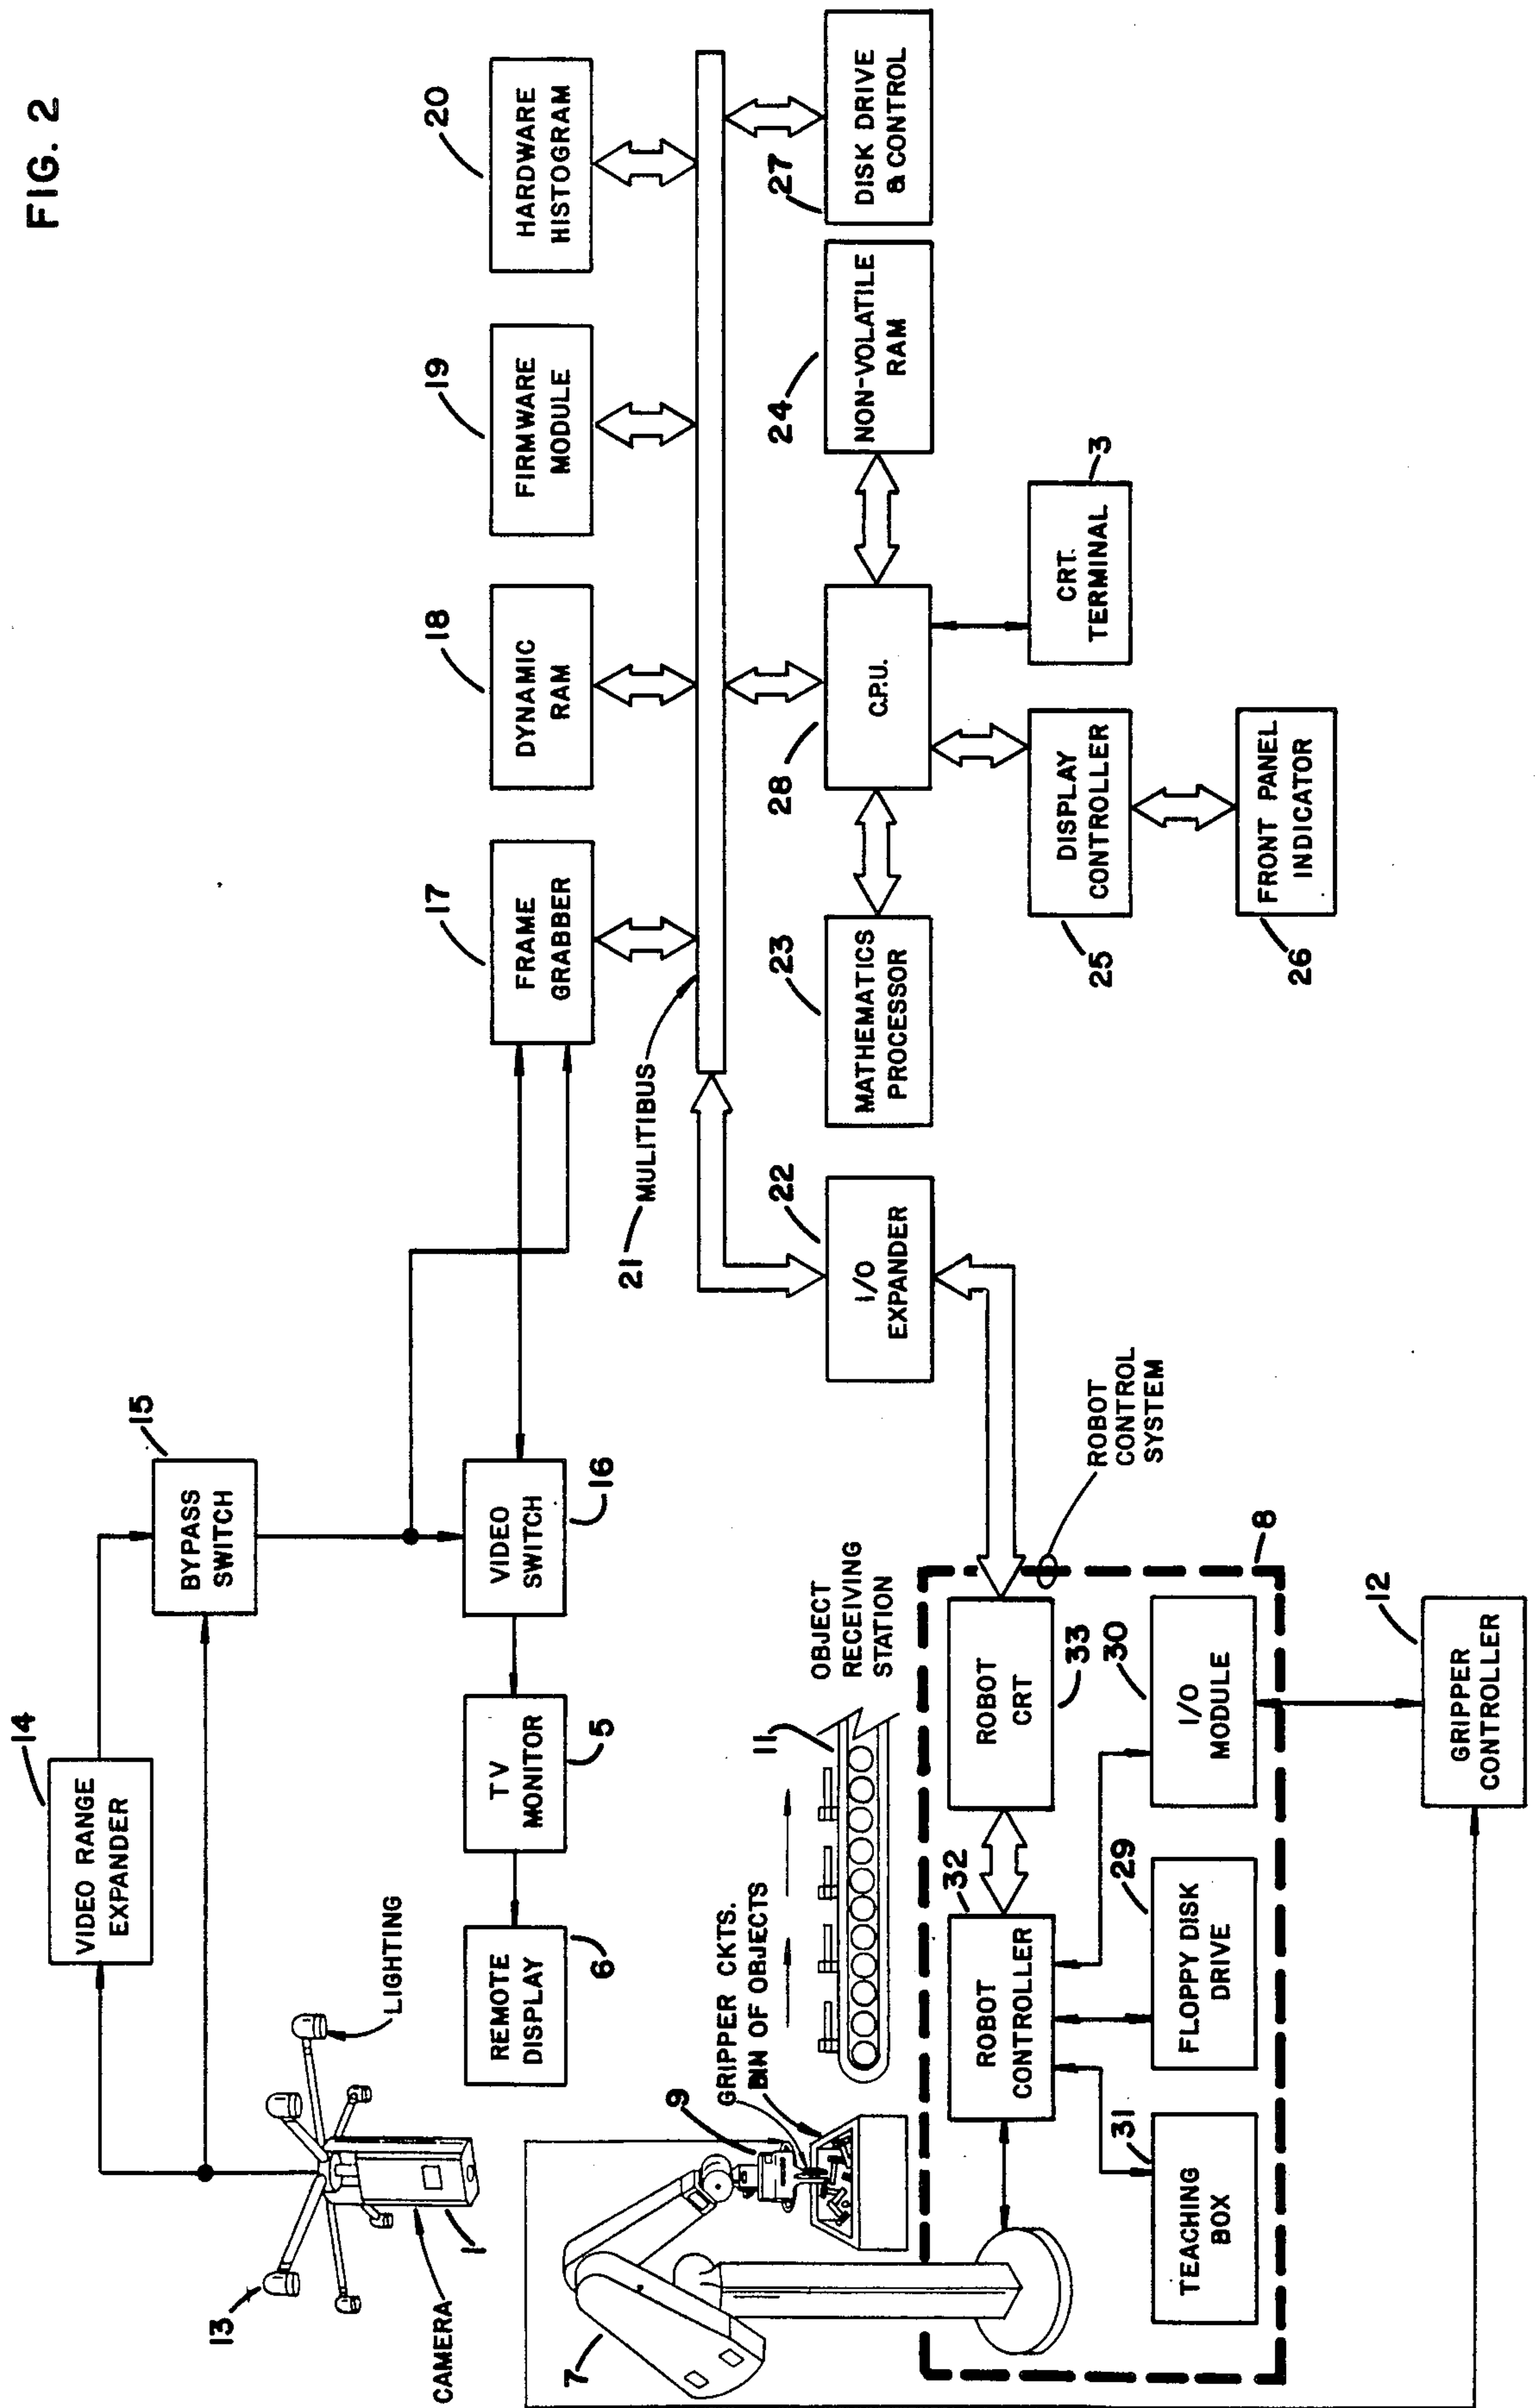 FIG. 2
14
VIDEO RANGE
EXPANDER
15
BYPASS
SWITCH
13
LIGHTING
CAMERA
1
REMOTE
DISPLAY
6
TV
MONITOR
5
VIDEO
SWITCH
16
17
FRAME
GRABBER
18
DYNAMIC
RAM
19
FIRMWARE
MODULE
20
HARDWARE
HISTOGRAM
21
MULITIBUS
7
9
GRIPPER CKTS.
BIN OF OBJECTS
11
OBJECT
RECEIVING
STATION
22
I/O
EXPANDER
23
MATHEMATICS
PROCESSOR
28
C.P.U.
24
NON-VOLATILE
RAM
27
DISK DRIVE
& CONTROL
32
ROBOT
CONTROLLER
ROBOT
CRT
33
ROBOT
CONTROL
SYSTEM
25
DISPLAY
CONTROLLER
CRT.
TERMINAL
3
31
TEACHING
BOX
29
FLOPPY DISK
DRIVE
30
I/O
MODULE
8
26
FRONT PANEL
INDICATOR
12
GRIPPER
CONTROLLER